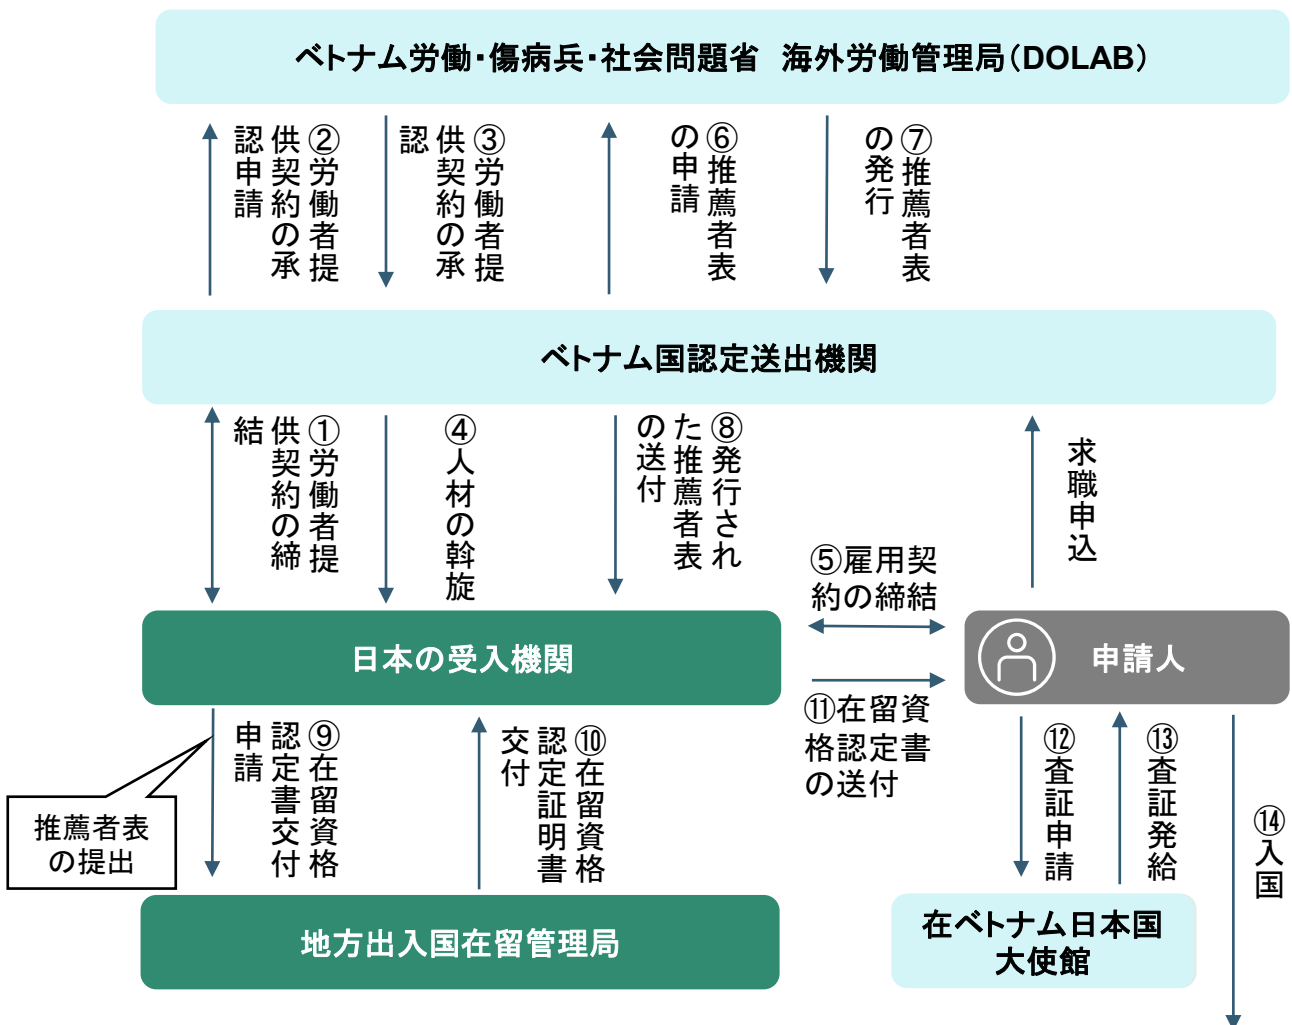 ベトナム労働・傷病兵・社会問題省　海外労働管理局（DOLAB）
②労働者提
供契約の承
認申請
③労働者提
供契約の承
認
⑥推薦者表
の申請
⑦推薦者表
の発行
ベトナム国認定送出機関
①労働者提
供契約の締
結
④人材の斡旋
⑧発行され
た推薦者表
の送付
求職申込
⑤雇用契
約の締結
日本の受入機関
申請人
⑪在留資
格認定書
の送付
⑨在留資格
認定書交付
申請
⑩在留資格
認定証明書
交付
推薦者表
の提出
⑫査証申請
⑬査証発給
⑭入国
地方出入国在留管理局
在ベトナム日本国
大使館